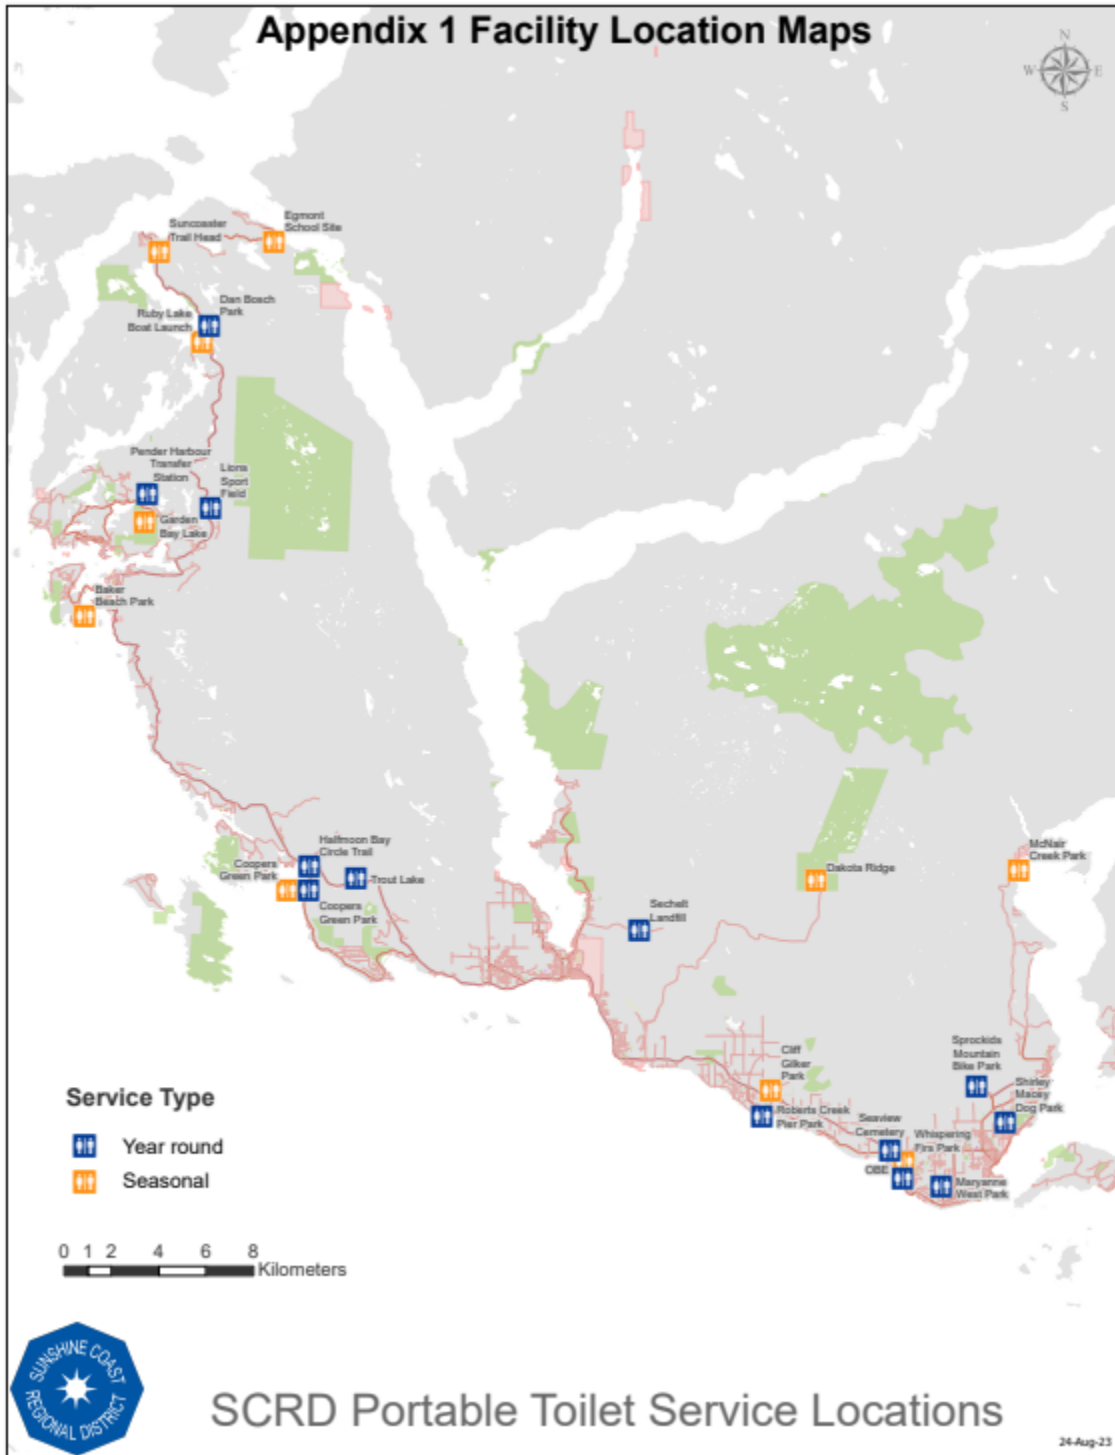 Appendix 1 Facility Location Maps
N
W E
S
Egmont
School Site
Suncoaster
Trail Head
Dan Bosch
Park
Ruby Lake
Boat Launch
Pender Harbour
Transfer
Station
Lions
Sport
Field
Garden
Bay Lake
Baker
Beach Park
Halfmoon Bay
Circle Trail
Coopers
Green Park
Trout Lake
Coopers
Green Park
Sechelt
Landfill
Dakota Ridge
McNair
Creek Park
Cliff
Gilker
Park
Roberts Creek
Pier Park
Sprockids
Mountain
Bike Park
Shirley
Macey
Dog Park
Seaview
Cemetery
Whispering
Firs Park
OBE
Maryanne
West Park
Service Type
Year round
Seasonal
0 1 2 4 6 8
Kilometers
SUNSHINE COAST
REGIONAL DISTRICT
SCRD Portable Toilet Service Locations
24-Aug-23